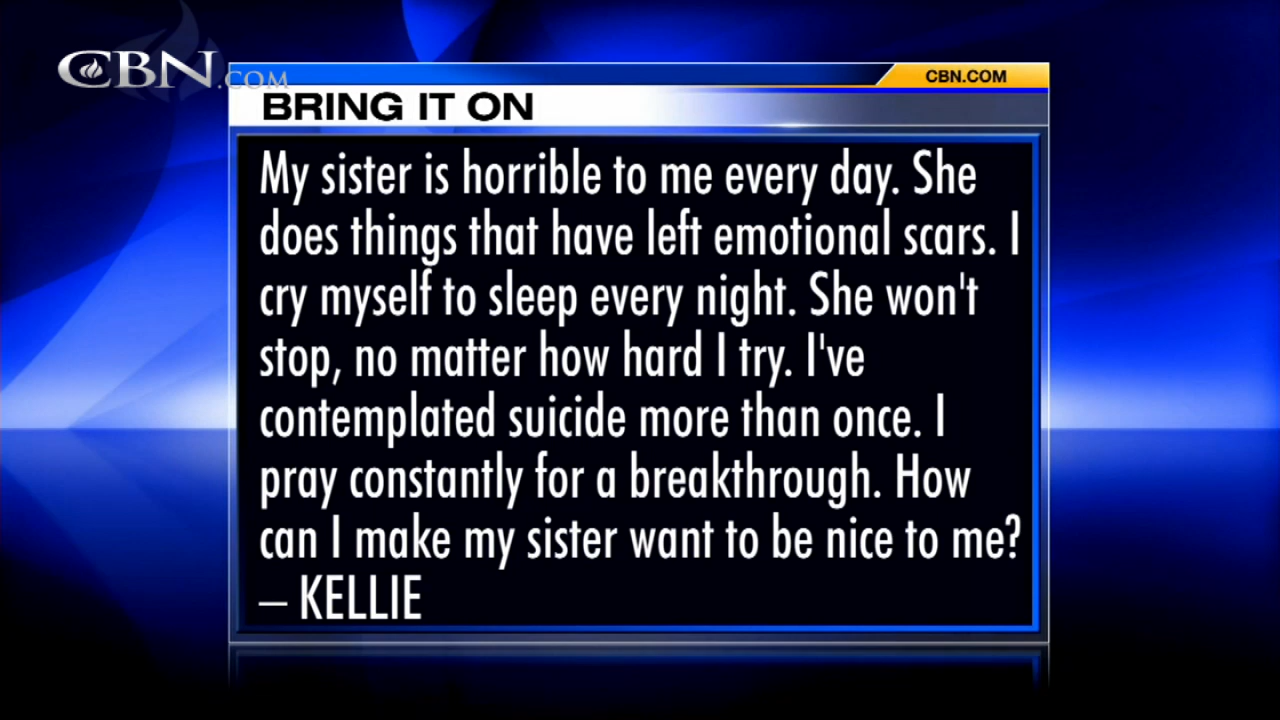 CBN.COM
CBN.COM
BRING IT ON
My sister is horrible to me every day. She
does things that have left emotional scars. I
cry myself to sleep every night. She won't
stop, no matter how hard I try. I've
contemplated suicide more than once. I
pray constantly for a breakthrough. How
can I make my sister want to be nice to me?
– KELLIE